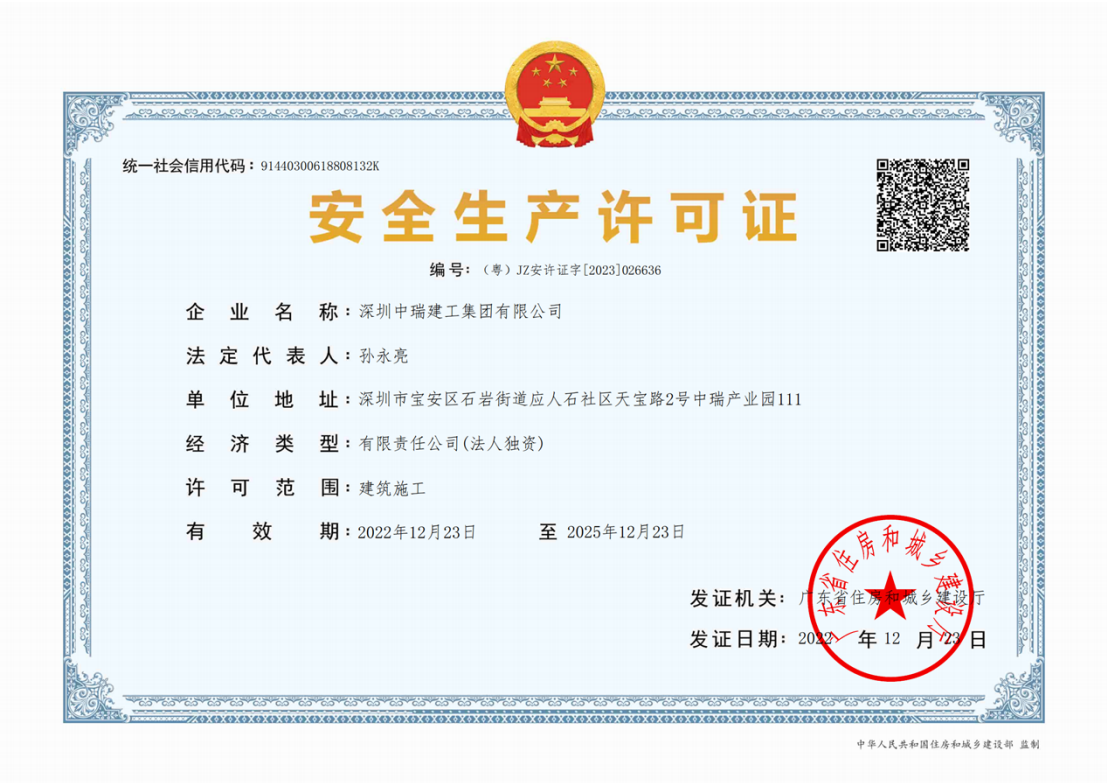 统一社会信用代码：91440300618808132K
安全生产许可证
编号：（粤）JZ安许证字[2023]026636
企业名称：深圳中瑞建工集团有限公司
法定代表人：孙永亮
单位地址：深圳市宝安区石岩街道应人石社区天宝路2号中瑞产业园111
经济类型：有限责任公司(法人独资)
许可范围：建筑施工
有效期：2022年12月23日 至 2025年12月23日
广东省住房和城乡建设厅
发证机关：广东省住房和城乡建设厅
发证日期：2022年12月23日
中华人民共和国住房和城乡建设部 监制